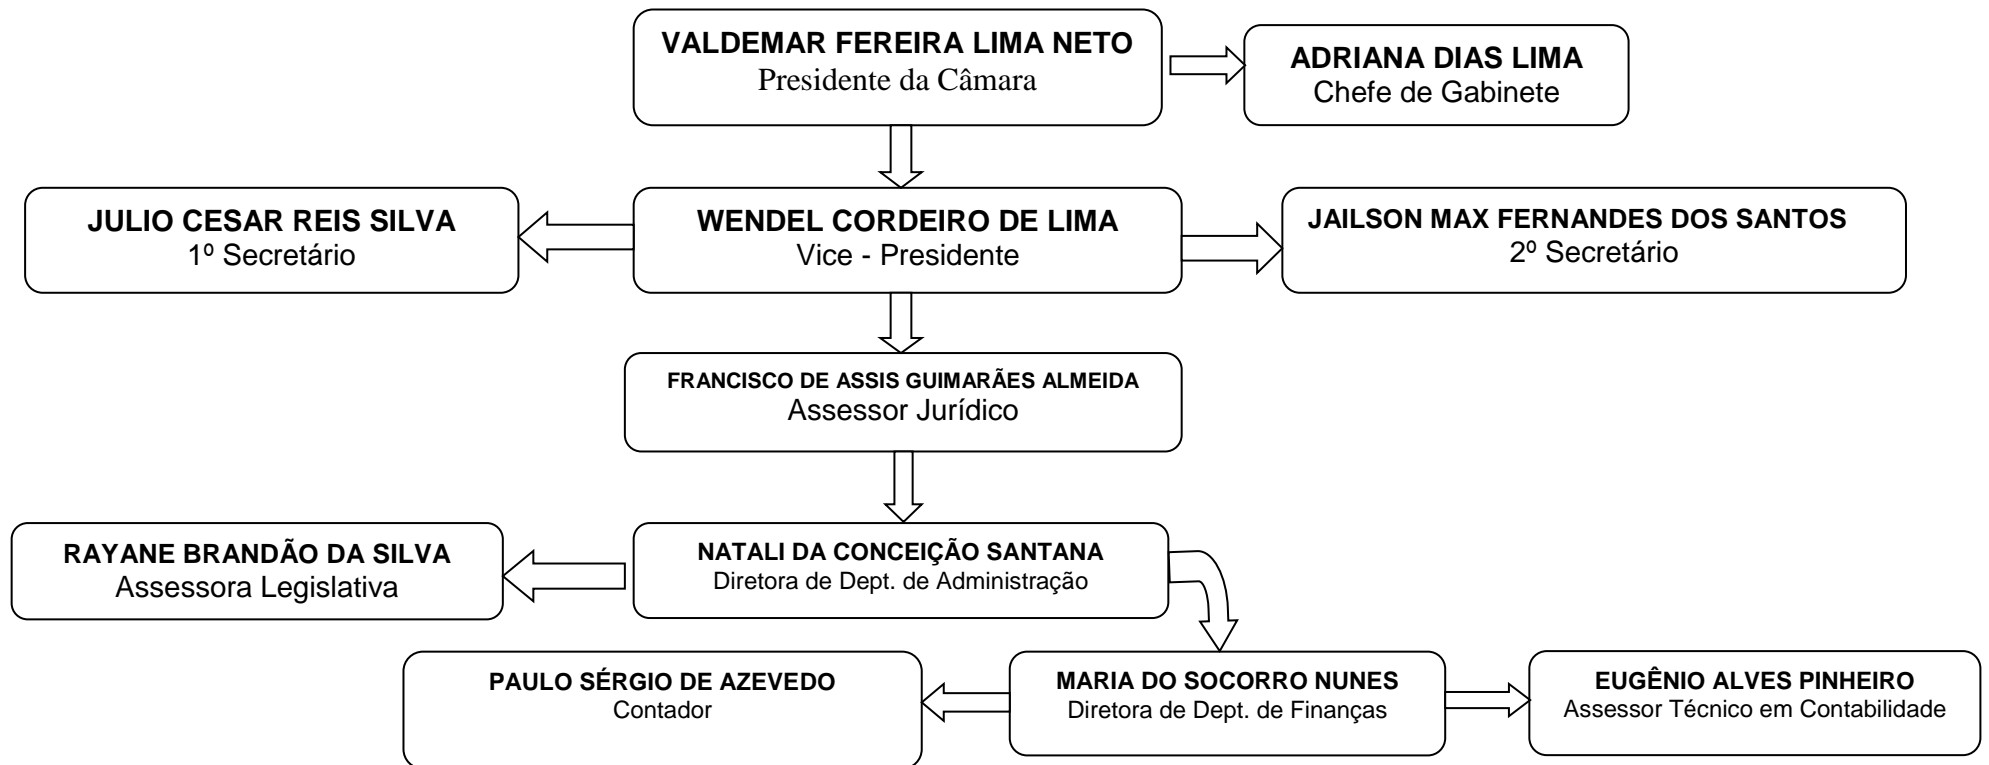 VALDEMAR FEREIRA LIMA NETO
Presidente da Câmara
ADRIANA DIAS LIMA
Chefe de Gabinete
JULIO CESAR REIS SILVA
1º Secretário
WENDEL CORDEIRO DE LIMA
Vice - Presidente
JAILSON MAX FERNANDES DOS SANTOS
2º Secretário
FRANCISCO DE ASSIS GUIMARÃES ALMEIDA
Assessor Jurídico
RAYANE BRANDÃO DA SILVA
Assessora Legislativa
NATALI DA CONCEIÇÃO SANTANA
Diretora de Dept. de Administração
PAULO SÉRGIO DE AZEVEDO
Contador
MARIA DO SOCORRO NUNES
Diretora de Dept. de Finanças
EUGÊNIO ALVES PINHEIRO
Assessor Técnico em Contabilidade